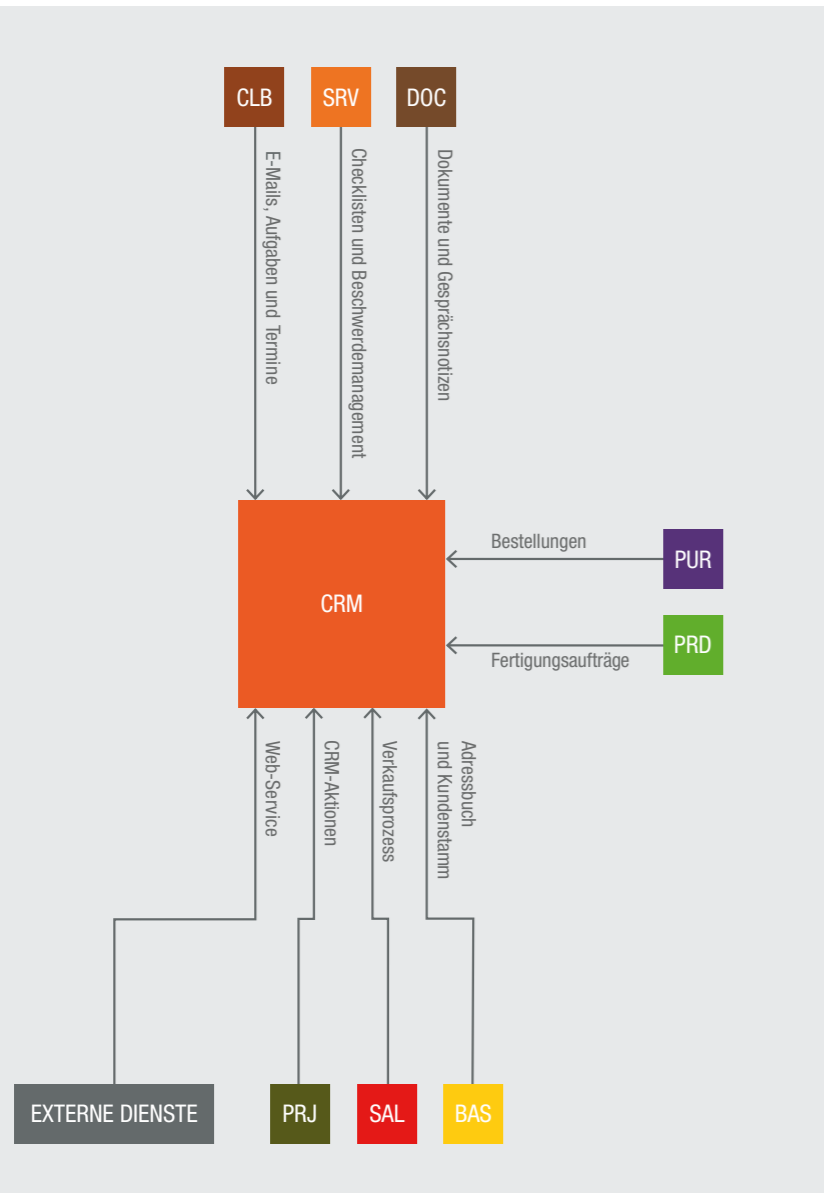 CLB
SRV
DOC
E-Mails, Aufgaben und Termine
Checklisten und Beschwerdemanagement
Dokumente und Gesprächsnotizen
Bestellungen
PUR
CRM
PRD
Fertigungsaufträge
Web-Service
CRM-Aktionen
Verkaufsprozess
Adressbuch
und Kundenstamm
EXTERNE DIENSTE
PRJ
SAL
BAS